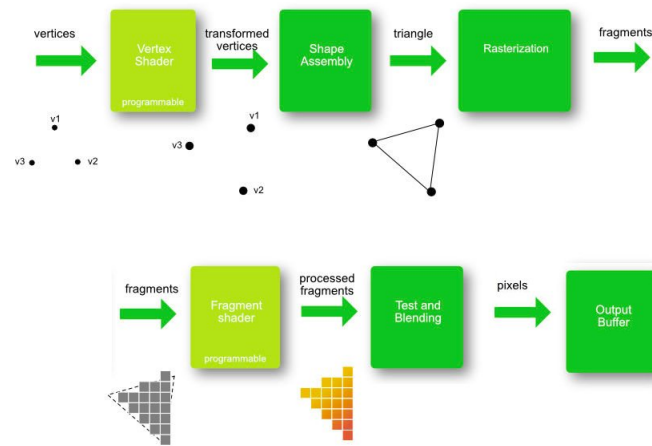 vertices
Vertex
Shader
programmable
transformed
vertices
Shape
Assembly
triangle
Rasterization
fragments
v1
v3
v2
v1
v3
v2
fragments
Fragment
shader
programmable
processed
fragments
Test and
Blending
pixels
Output
Buffer